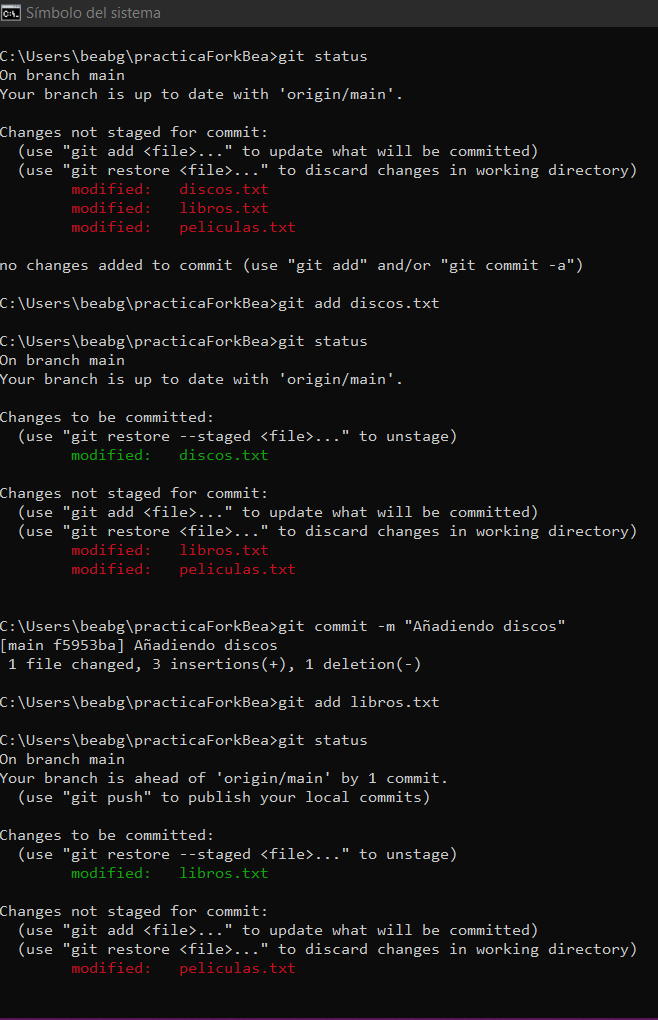 Símbolo del sistema
C:\Users\beabg\practicaForkBea>git status
On branch main
Your branch is up to date with 'origin/main'.
Changes not staged for commit:
  (use "git add <file>..." to update what will be committed)
  (use "git restore <file>..." to discard changes in working directory)
        modified:   discos.txt
        modified:   libros.txt
        modified:   peliculas.txt
no changes added to commit (use "git add" and/or "git commit -a")
C:\Users\beabg\practicaForkBea>git add discos.txt
C:\Users\beabg\practicaForkBea>git status
On branch main
Your branch is up to date with 'origin/main'.
Changes to be committed:
  (use "git restore --staged <file>..." to unstage)
        modified:   discos.txt
Changes not staged for commit:
  (use "git add <file>..." to update what will be committed)
  (use "git restore <file>..." to discard changes in working directory)
        modified:   libros.txt
        modified:   peliculas.txt
C:\Users\beabg\practicaForkBea>git commit -m "Añadiendo discos"
[main f5953ba] Añadiendo discos
 1 file changed, 3 insertions(+), 1 deletion(-)
C:\Users\beabg\practicaForkBea>git add libros.txt
C:\Users\beabg\practicaForkBea>git status
On branch main
Your branch is ahead of 'origin/main' by 1 commit.
  (use "git push" to publish your local commits)
Changes to be committed:
  (use "git restore --staged <file>..." to unstage)
        modified:   libros.txt
Changes not staged for commit:
  (use "git add <file>..." to update what will be committed)
  (use "git restore <file>..." to discard changes in working directory)
        modified:   peliculas.txt